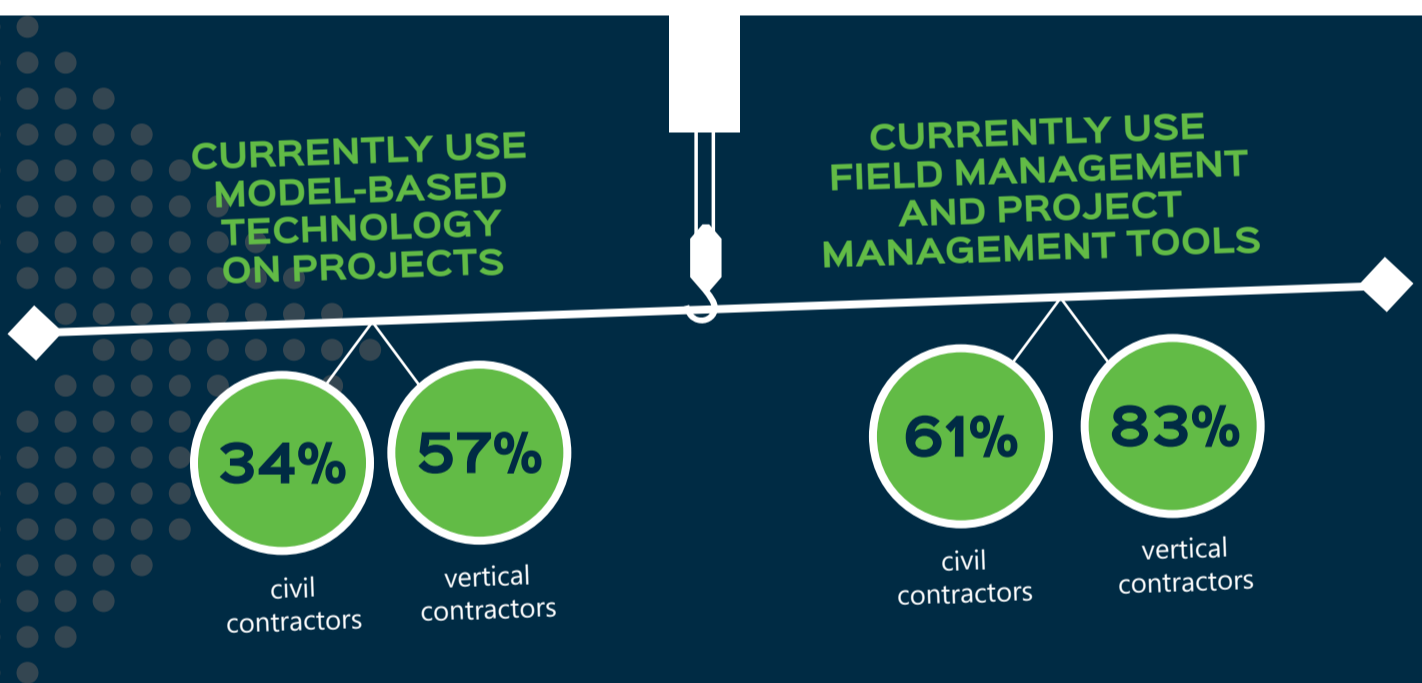 CURRENTLY USE
MODEL-BASED
TECHNOLOGY
ON PROJECTS
34%
57%
civil
contractors
vertical
contractors
CURRENTLY USE
FIELD MANAGEMENT
AND PROJECT
MANAGEMENT TOOLS
61%
83%
civil
contractors
vertical
contractors